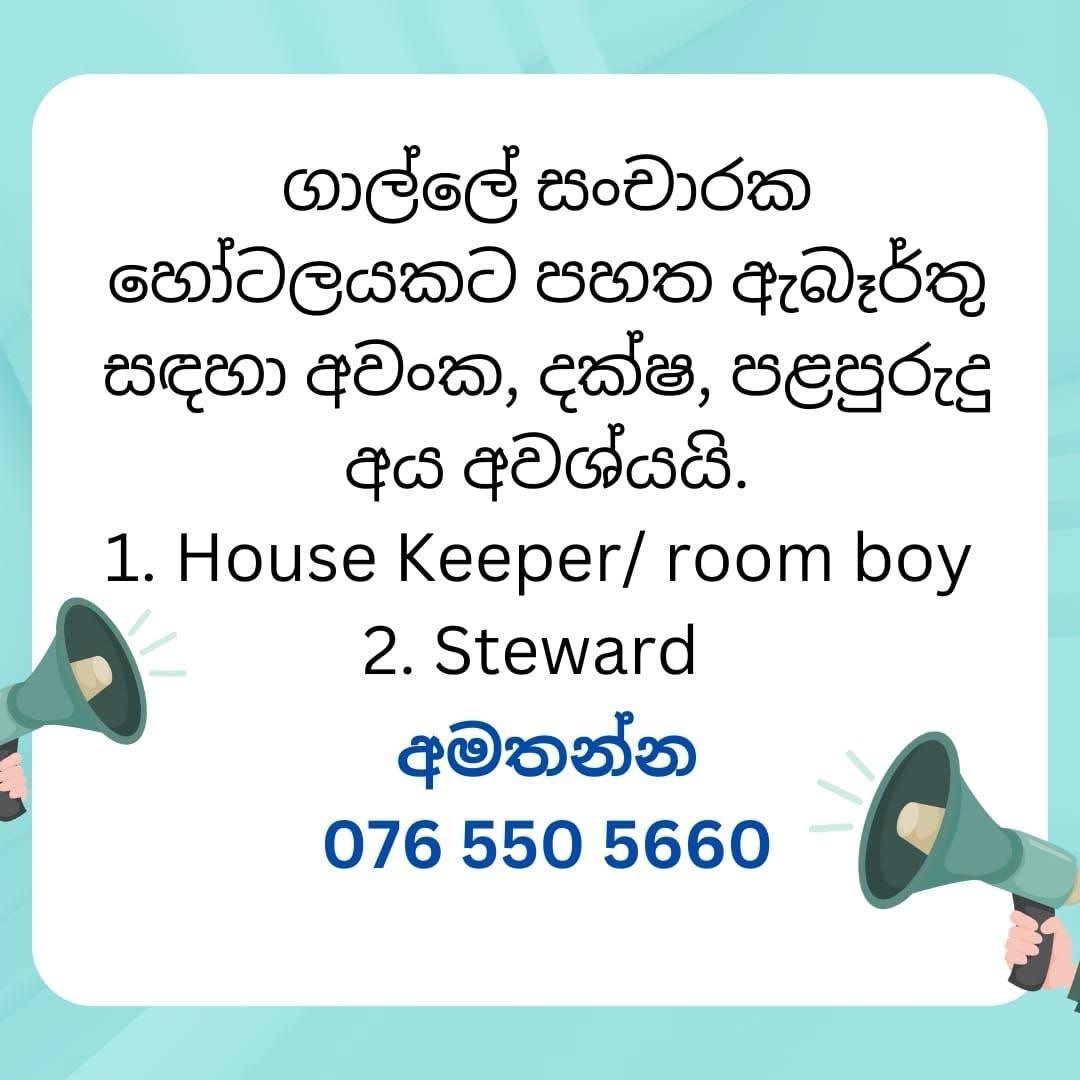 ගාල්ලේ සංචාරක
හෝටලයකට පහත ඇබෑර්තු
සඳහා අවංක, දක්ෂ, පළපුරුදු
අය අවශ්යයි.
1. House Keeper/ room boy
2. Steward
අමතන්න
076 550 5660